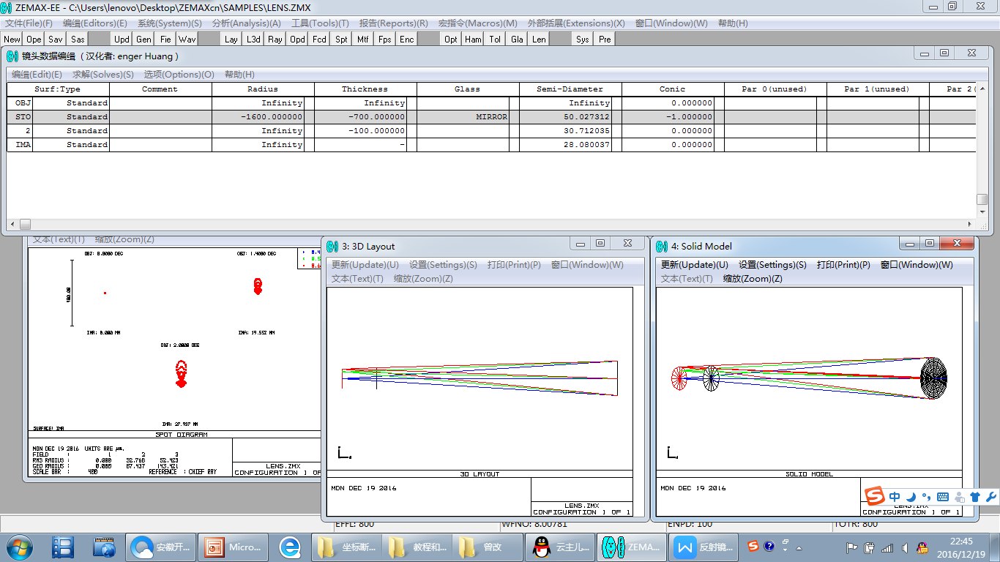 ZEMAX-EE - C:\Users\lenovo\Desktop\ZEMAXcn\SAMPLES\LENS.ZMX
文件(File)(F) 编缉(Editors)(E) 系统(System)(S) 分析(Analysis)(A) 工具(Tools)(T) 报告(Reports)(R) 宏指令(Macros)(M) 外部括展(Extensions)(X) 窗口(Window)(W) 帮助(H)
New Ope Sav Sas Upd Gen Fie Wav Lay L3d Ray Opd Fcd Spt Mtf Fps Enc Opt Ham Tol Gla Len Sys Pre
镜头数据编缉 ( 汉化者: enger Huang )
编缉(Edit)(E) 求解(Solves)(S) 选项(Options)(O) 帮助(H)
Surf:Type Comment Radius Thickness Glass Semi-Diameter Conic Par 0(unused) Par 1(unused) Par 2(
OBJ Standard Infinity Infinity Infinity 0.000000
STO Standard -1600.000000 -700.000000 MIRROR 50.027312 -1.000000
2 Standard Infinity -100.000000 30.712035 0.000000
IMA Standard Infinity - 28.080037 0.000000
文本(Text)(T) 缩放(Zoom)(Z)
OBJ: 0.0000 DEG OBJ: 1.4000 DEG
IMA: 0.000 MM IMA: 19.552 MM
OBJ: 2.0000 DEG
IMA: 27.937 MM
SURFACE: IMA
SPOT DIAGRAM
MON DEC 19 2016 UNITS ARE µm.
FIELD : 1 2 3
RMS RADIUS : 0.000 32.768 52.423
GEO RADIUS : 0.000 87.437 143.421
SCALE BAR : 400 REFERENCE : CHIEF RAY
LENS.ZMX
CONFIGURATION 1 OF
3: 3D Layout
更新(Update)(U) 设置(Settings)(S) 打印(Print)(P) 窗口(Window)(W)
文本(Text)(T) 缩放(Zoom)(Z)
3D LAYOUT
MON DEC 19 2016
LENS.ZMX
CONFIGURATION 1 OF 1
4: Solid Model
更新(Update)(U) 设置(Settings)(S) 打印(Print)(P) 窗口(Window)(W)
文本(Text)(T) 缩放(Zoom)(Z)
SOLID MODEL
MON DEC 19 2016
LENS.ZMX
CONFIGURATION 1 OF 1
中
EFFL: 800 WFNO: 8.00781 ENPD: 100 TOTR: 800
安徽开... Micro... 坐标断... 教程和... 曾改 云主儿... ZEMA... 反射镜...
22:45
2016/12/19